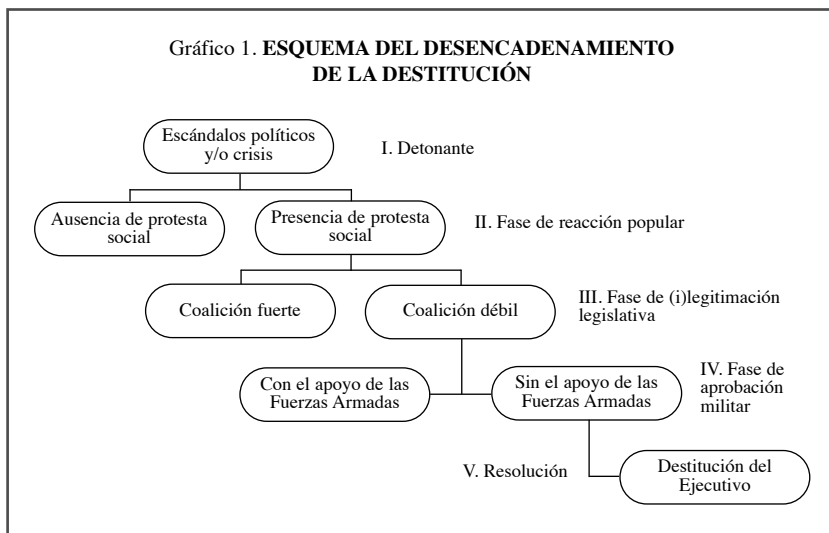 Gráfico 1. ESQUEMA DEL DESENCADENAMIENTO
DE LA DESTITUCIÓN
Escándalos políticos
y/o crisis
I. Detonante
Ausencia de protesta
social
Presencia de protesta
social
II. Fase de reacción popular
Coalición fuerte
Coalición débil
III. Fase de (i)legitimación
legislativa
Con el apoyo de las
Fuerzas Armadas
Sin el apoyo de las
Fuerzas Armadas
IV. Fase de
aprobación
militar
V. Resolución
Destitución del
Ejecutivo